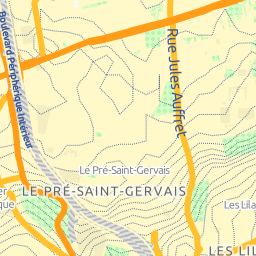 Boulevard Périphérique Intérieur
Rue Jules Auffret
Le Pré-Saint-Gervais
LE PRÉ-SAINT-GERVAIS
Les Lila
LES LIL